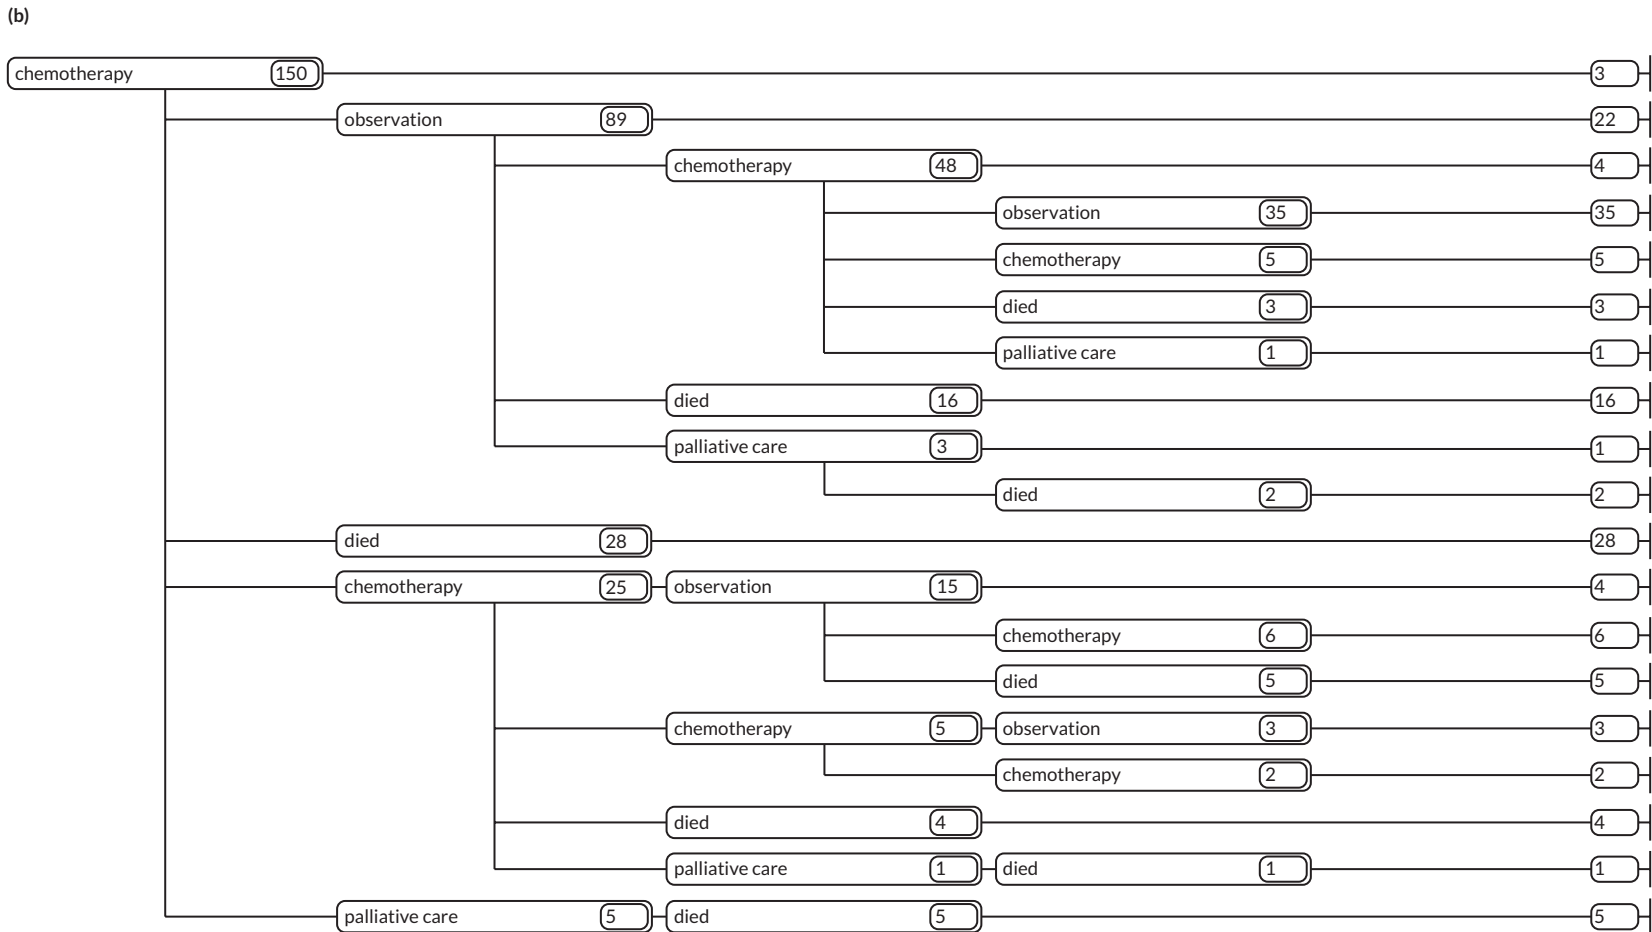 (b)
chemotherapy 150 3
observation 89 22
chemotherapy 48 4
observation 35 35
chemotherapy 5 5
died 3 3
palliative care 1 1
died 16 16
palliative care 3 1
died 2 2
died 28 28
chemotherapy 25 observation 15 4
chemotherapy 6 6
died 5 5
chemotherapy 5 observation 3 3
chemotherapy 2 2
died 4 4
palliative care 1 died 1 1
palliative care 5 died 5 5